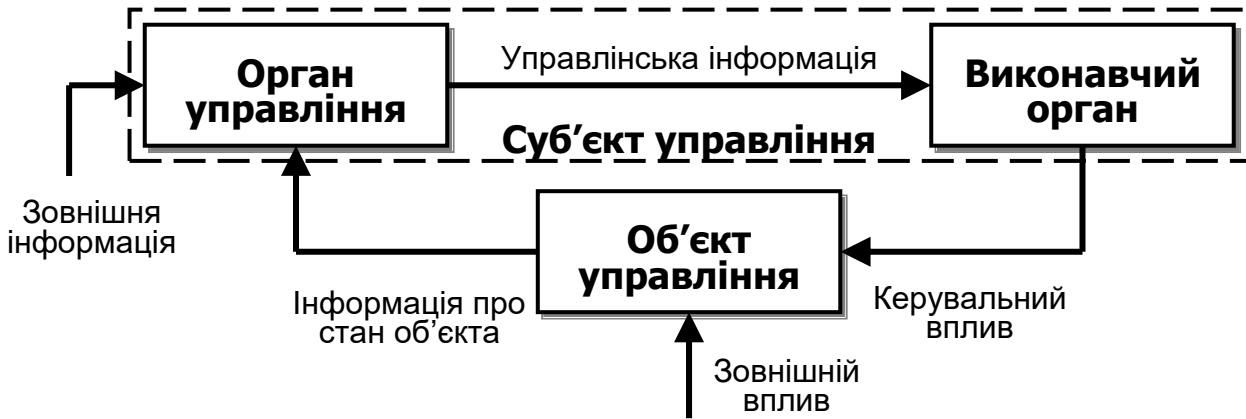 Орган
управління
Управлінська інформація
Виконавчий
орган
Суб’єкт управління
Зовнішня
інформація
Об’єкт
управління
Інформація про
стан об’єкта
Керувальний
вплив
Зовнішній
вплив